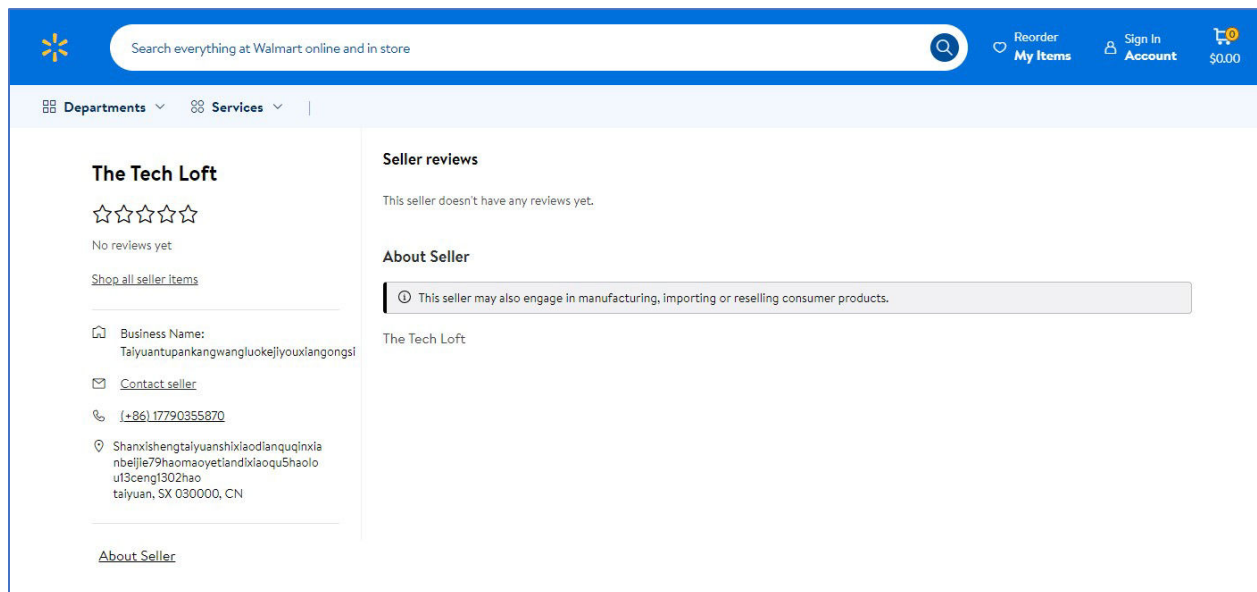 Search everything at Walmart online and in store
Reorder
My Items
Sign In
Account
0
$0.00
Departments
Services
The Tech Loft
No reviews yet
Shop all seller items
Business Name:
Taiyuantupankangwangluokejiyouxiangongsi
Contact seller
(+86) 17790355870
Shanxishengtaiyuanshixiaodianquqinxia
nbeijie79haomaoyetiandixiaoqu5haolo
u13ceng1302hao
taiyuan, SX 030000, CN
About Seller
Seller reviews
This seller doesn't have any reviews yet.
About Seller
This seller may also engage in manufacturing, importing or reselling consumer products.
The Tech Loft